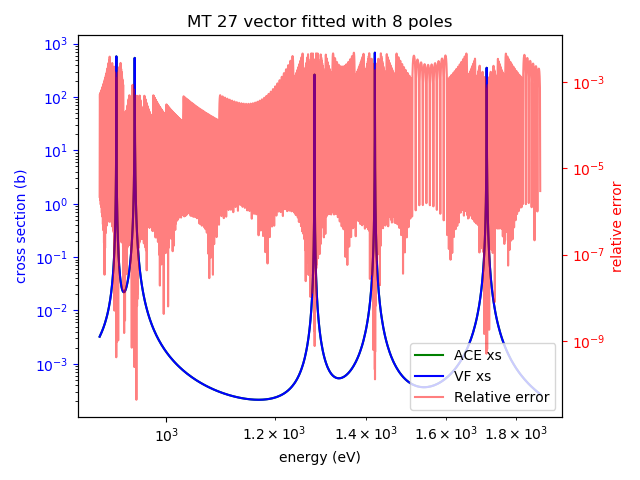 MT 27 vector fitted with 8 poles
cross section (b)
10³
10²
10¹
10⁰
10⁻¹
10⁻²
10⁻³
10⁻³
10⁻⁵
10⁻⁷
10⁻⁹
relative error
ACE xs
VF xs
Relative error
10³
1.2 × 10³
1.4 × 10³
1.6 × 10³
1.8 × 10³
energy (eV)